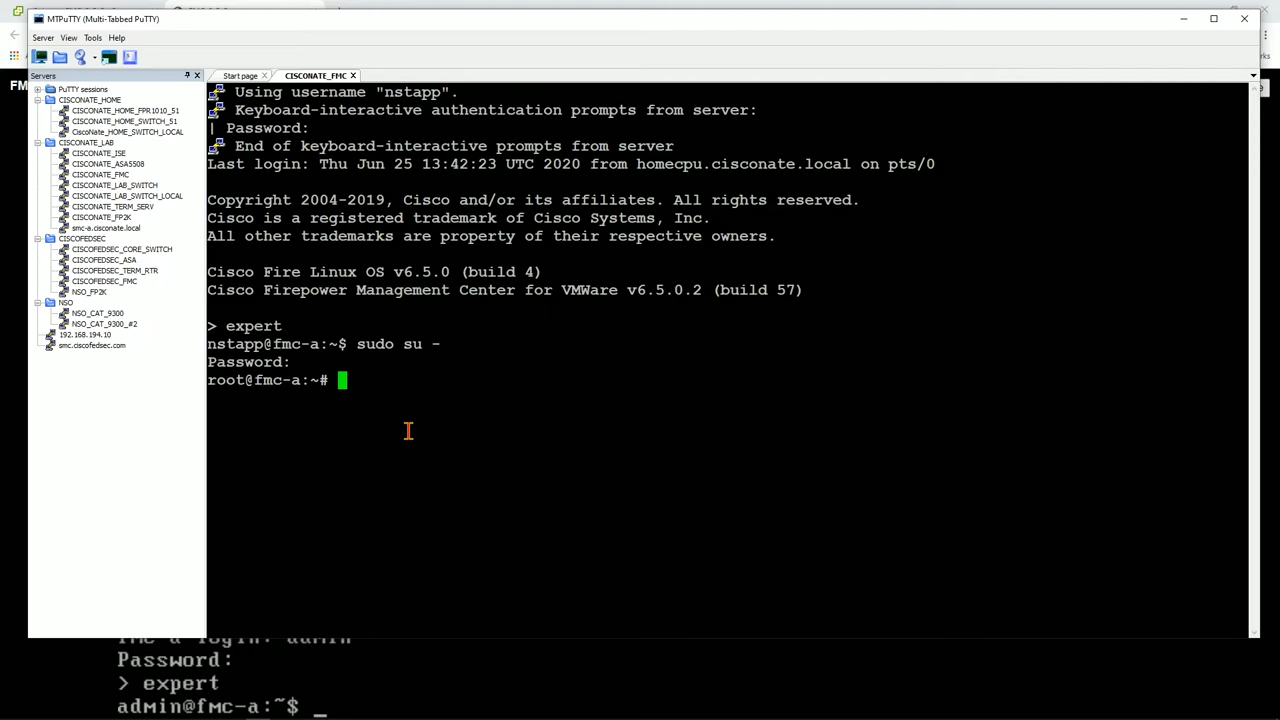 MTPuTTY (Multi-Tabbed PuTTY)
Server View Tools Help
Servers
Start page
CISCONATE_FMC
PuTTY sessions
CISCONATE_HOME
CISCONATE_HOME_FPR1010_51
CISCONATE_HOME_SWITCH_51
CiscoNate_HOME_SWITCH_LOCAL
CISCONATE_LAB
CISCONATE_ISE
CISCONATE_ASA5508
CISCONATE_FMC
CISCONATE_LAB_SWITCH
CISCONATE_LAB_SWITCH_LOCAL
CISCONATE_TERM_SERV
CISCONATE_FP2K
smc-a.cisconate.local
CISCOFEDSEC
CISCOFEDSEC_CORE_SWITCH
CISCOFEDSEC_ASA
CISCOFEDSEC_TERM_RTR
CISCOFEDSEC_FMC
NSO_FP2K
NSO
NSO_CAT_9300
NSO_CAT_9300_#2
192.168.194.10
smc.ciscofedsec.com
Using username "nstapp".
Keyboard-interactive authentication prompts from server:
| Password:
End of keyboard-interactive prompts from server
Last login: Thu Jun 25 13:42:23 UTC 2020 from homecpu.cisconate.local on pts/0
Copyright 2004-2019, Cisco and/or its affiliates. All rights reserved.
Cisco is a registered trademark of Cisco Systems, Inc.
All other trademarks are property of their respective owners.
Cisco Fire Linux OS v6.5.0 (build 4)
Cisco Firepower Management Center for VMWare v6.5.0.2 (build 57)
> expert
nstapp@fmc-a:~$ sudo su -
Password:
root@fmc-a:~#
fmc-a login: admin
Password:
> expert
admin@fmc-a:~$ _